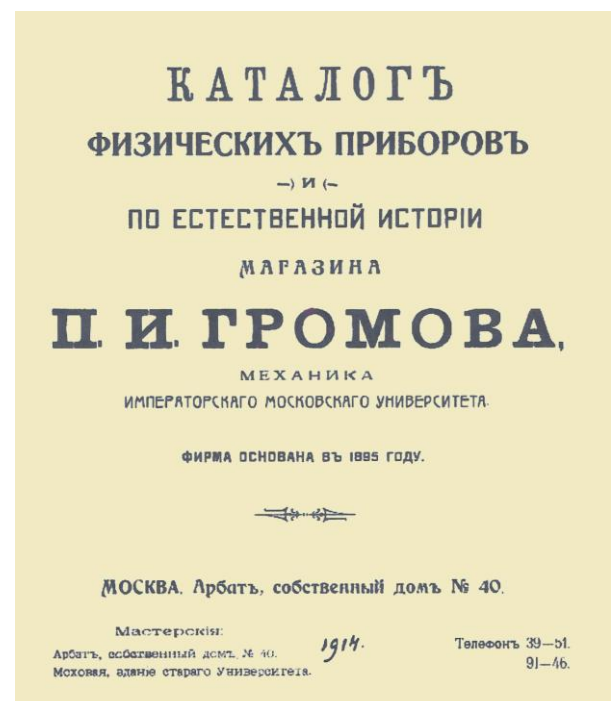 КАТАЛОГЪ
ФИЗИЧЕСКИХЪ ПРИБОРОВЪ
—) И (—
ПО ЕСТЕСТВЕННОЙ ИСТОРІИ
МАГАЗИНА
П. И. ГРОМОВА,
МЕХАНИКА
ИМПЕРАТОРСКАГО МОСКОВСКАГО УНИВЕРСИТЕТА.
ФИРМА ОСНОВАНА ВЪ 1895 ГОДУ.
МОСКВА. Арбатъ, собственный домъ № 40.
Мастерскія:
Арбатъ, собственный домъ № 40.
Моховая, зданіе стараго Университета.
1914.
Телефонъ 39—51.
91—46.